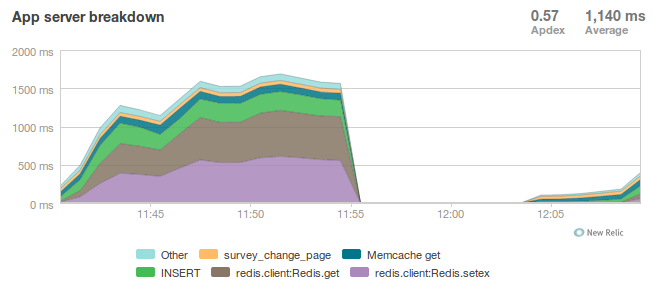 App server breakdown
0.57 1,140 ms
Apdex Average
2000 ms
1500 ms
1000 ms
500 ms
0 ms
11:45 11:50 11:55 12:00 12:05
New Relic
Other survey_change_page Memcache get
INSERT redis.client:Redis.get redis.client:Redis.setex